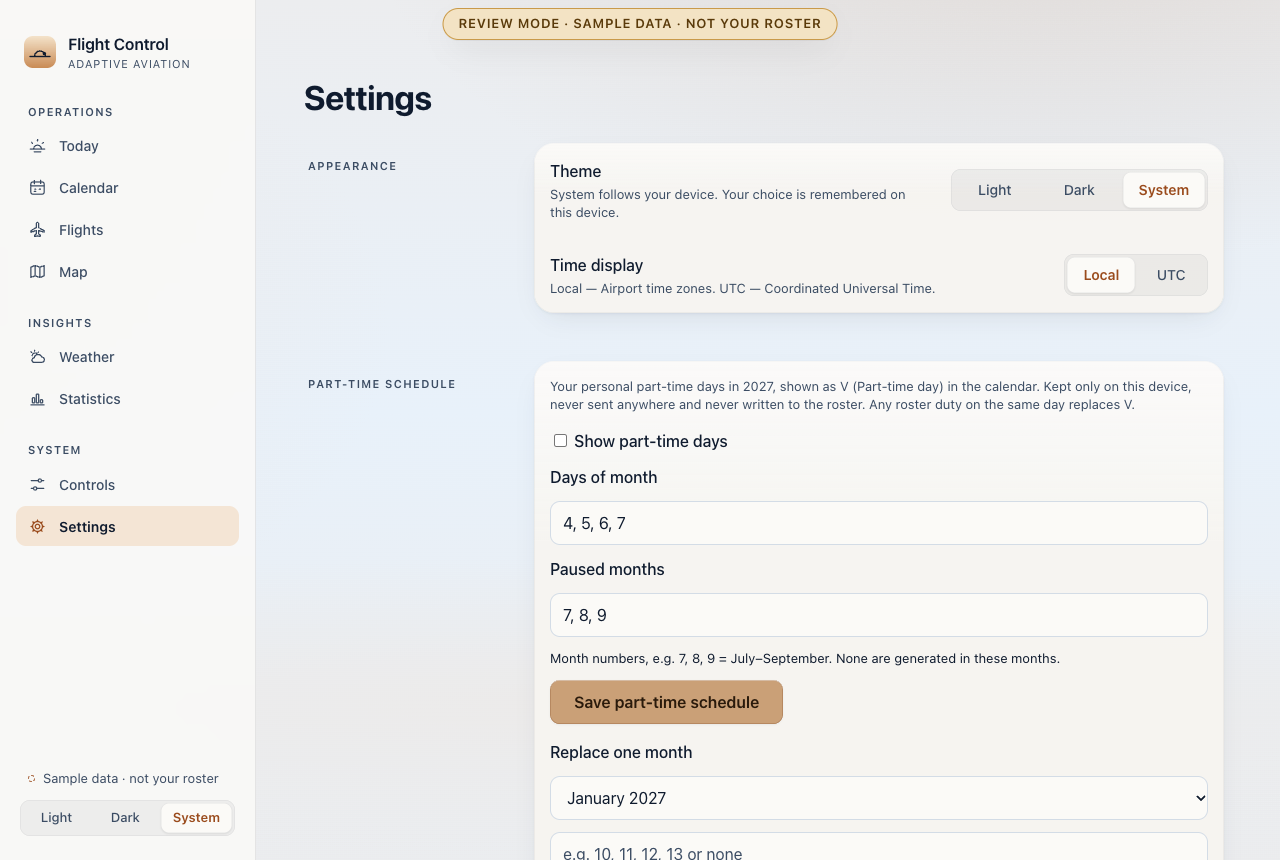 REVIEW MODE · SAMPLE DATA · NOT YOUR ROSTER
Flight Control
ADAPTIVE AVIATION
OPERATIONS
Today
Calendar
Flights
Map
INSIGHTS
Weather
Statistics
SYSTEM
Controls
Settings
Sample data · not your roster
Light
Dark
System
Settings
APPEARANCE
Theme
System follows your device. Your choice is remembered on
this device.
Light
Dark
System
Time display
Local — Airport time zones. UTC — Coordinated Universal Time.
Local
UTC
PART-TIME SCHEDULE
Your personal part-time days in 2027, shown as V (Part-time day) in the calendar. Kept only on this device,
never sent anywhere and never written to the roster. Any roster duty on the same day replaces V.
Show part-time days
Days of month
4, 5, 6, 7
Paused months
7, 8, 9
Month numbers, e.g. 7, 8, 9 = July–September. None are generated in these months.
Save part-time schedule
Replace one month
January 2027
e.g. 10, 11, 12, 13 or none